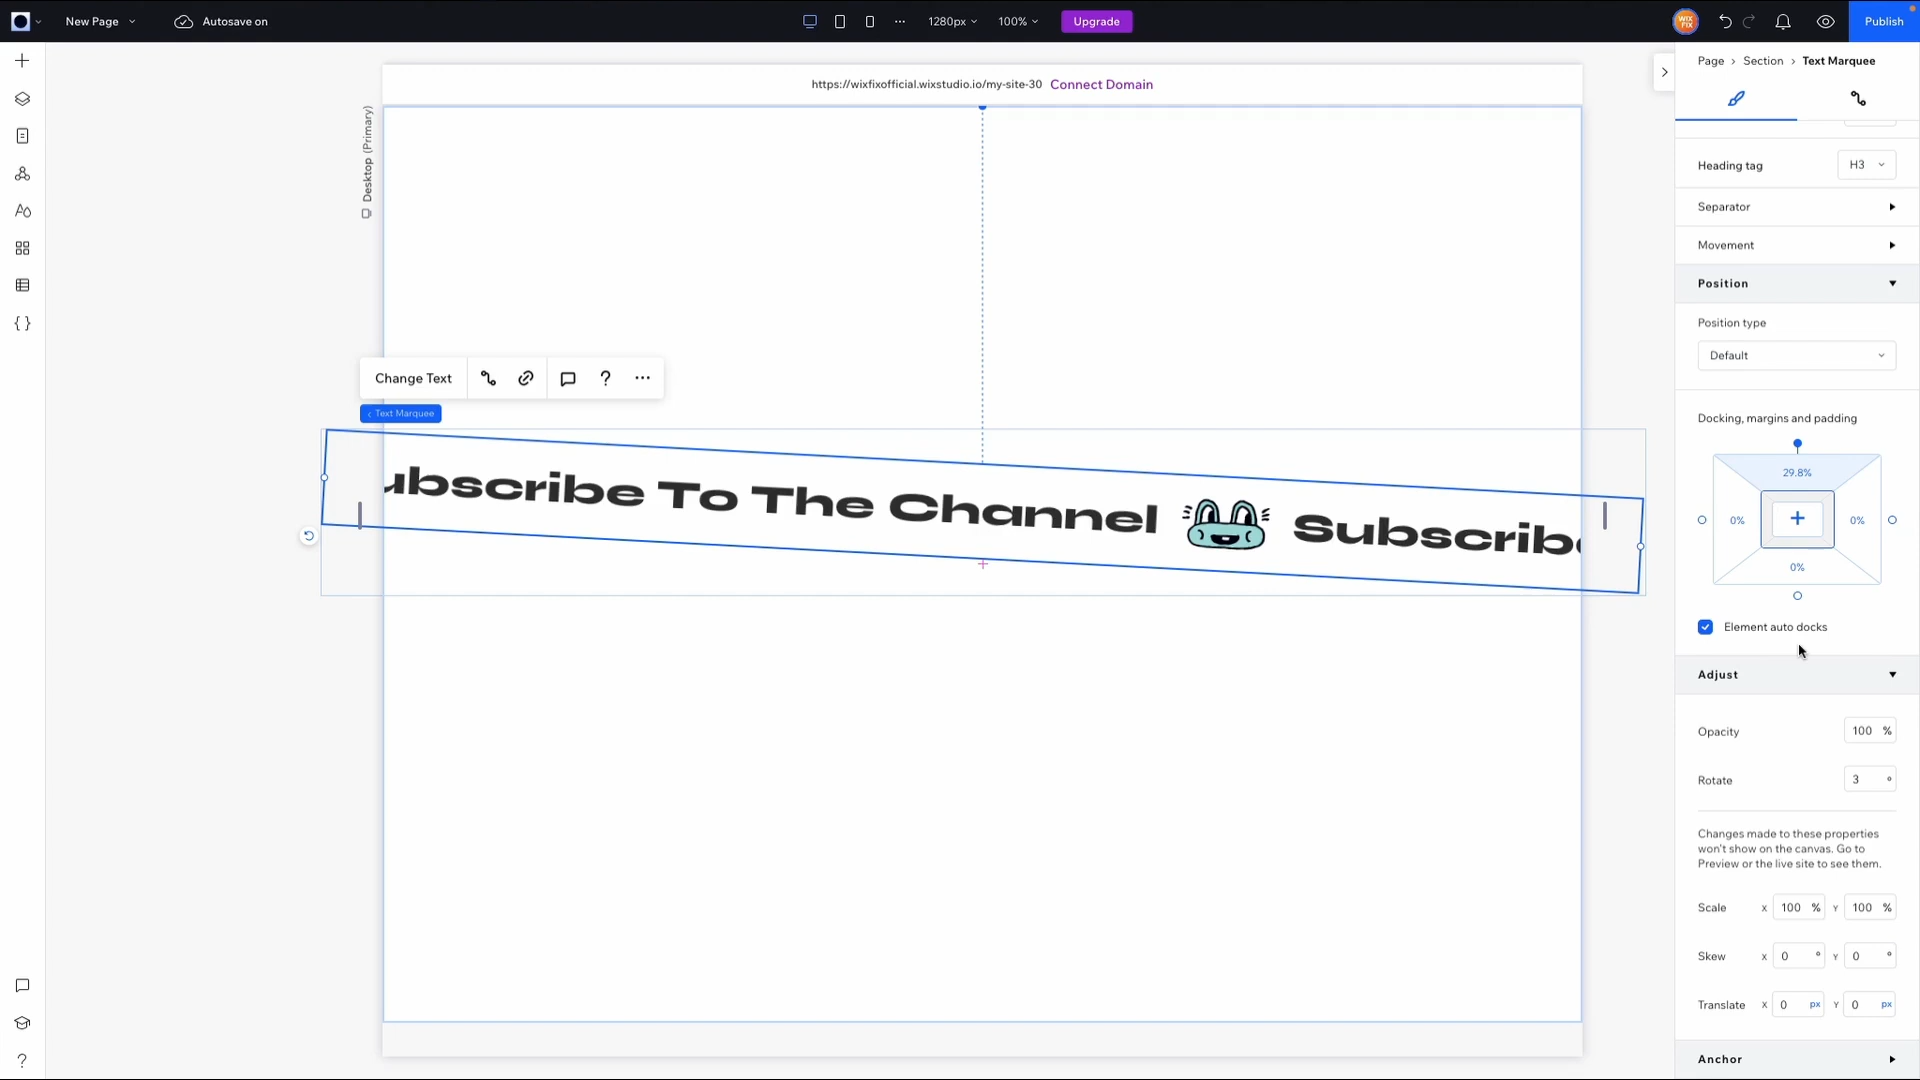 New Page
Autosave on
1280px
100%
Upgrade
WIX
FIX
Publish
https://wixfixofficial.wixstudio.io/my-site-30 Connect Domain
Desktop (Primary)
Change Text
?
Text Marquee
ubscribe To The Channel
Subscribe
Page > Section > Text Marquee
Heading tag
H3
Separator
Movement
Position
Position type
Default
Docking, margins and padding
29.8%
0%
0%
0%
Element auto docks
Adjust
Opacity
100 %
Rotate
3 °
Changes made to these properties
won't show on the canvas. Go to
Preview or the live site to see them.
Scale X 100 % Y 100 %
Skew X 0 ° Y 0 °
Translate X 0 px Y 0 px
Anchor
?